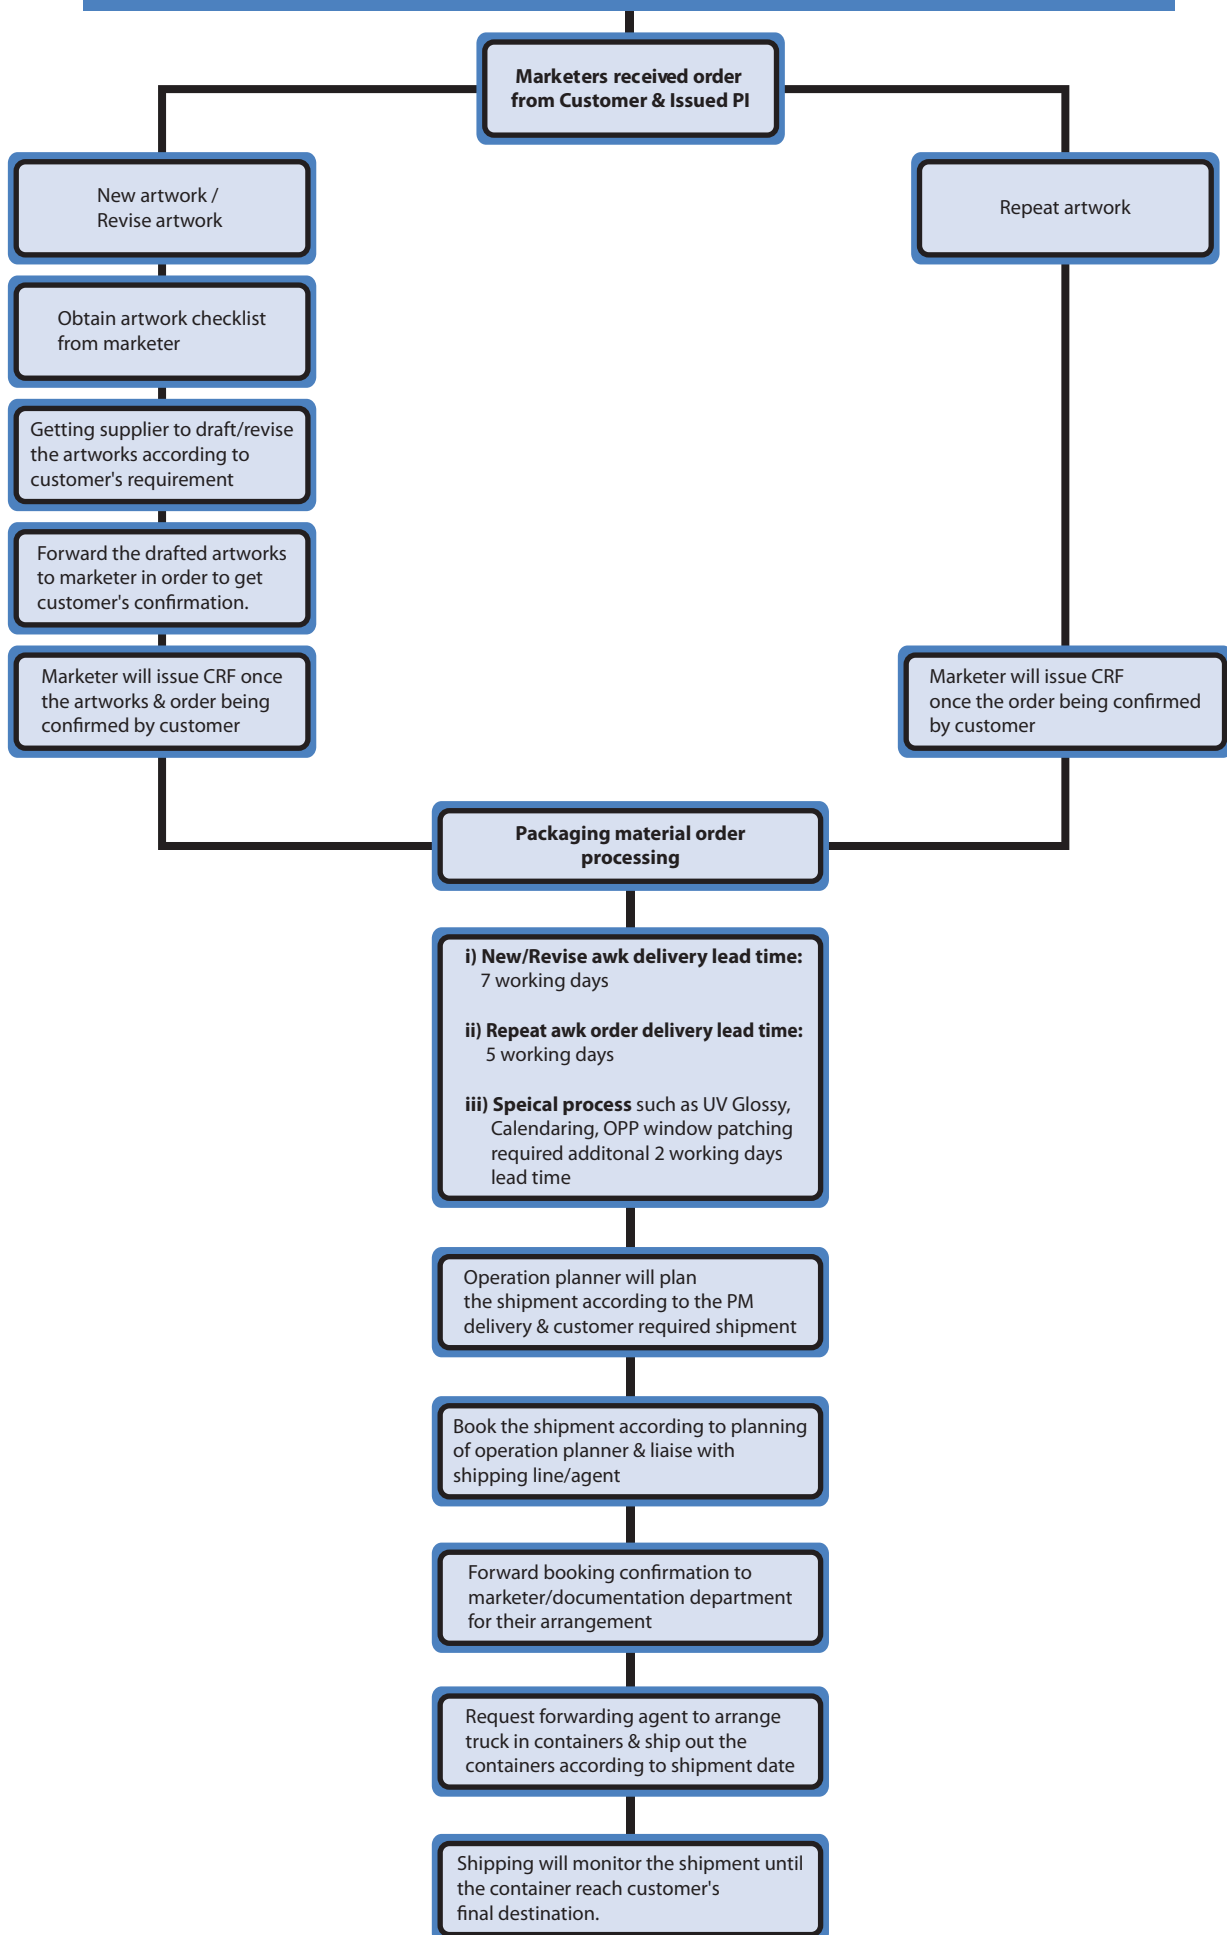 Marketers received order
from Customer & Issued PI
New artwork /
Revise artwork
Repeat artwork
Obtain artwork checklist
from marketer
Getting supplier to draft/revise
the artworks according to
customer's requirement
Forward the drafted artworks
to marketer in order to get
customer's confirmation.
Marketer will issue CRF once
the artworks & order being
confirmed by customer
Marketer will issue CRF
once the order being confirmed
by customer
Packaging material order
processing
i) New/Revise awk delivery lead time:
7 working days
ii) Repeat awk order delivery lead time:
5 working days
iii) Speical process such as UV Glossy,
Calendaring, OPP window patching
required additonal 2 working days
lead time
Operation planner will plan
the shipment according to the PM
delivery & customer required shipment
Book the shipment according to planning
of operation planner & liaise with
shipping line/agent
Forward booking confirmation to
marketer/documentation department
for their arrangement
Request forwarding agent to arrange
truck in containers & ship out the
containers according to shipment date
Shipping will monitor the shipment until
the container reach customer's
final destination.